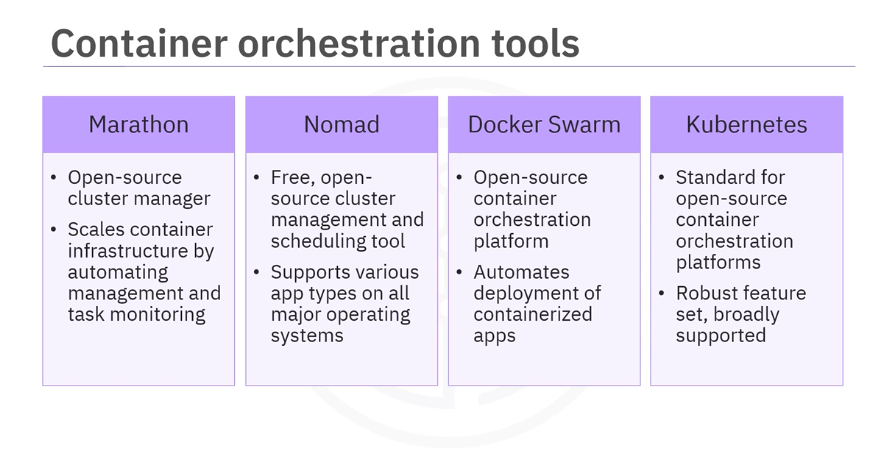 Container orchestration tools
Marathon
• Open-source
cluster manager
• Scales container
infrastructure by
automating
management and
task monitoring
Nomad
• Free, open-
source cluster
management and
scheduling tool
• Supports various
app types on all
major operating
systems
Docker Swarm
• Open-source
container
orchestration
platform
• Automates
deployment of
containerized
apps
Kubernetes
• Standard for
open-source
container
orchestration
platforms
• Robust feature
set, broadly
supported